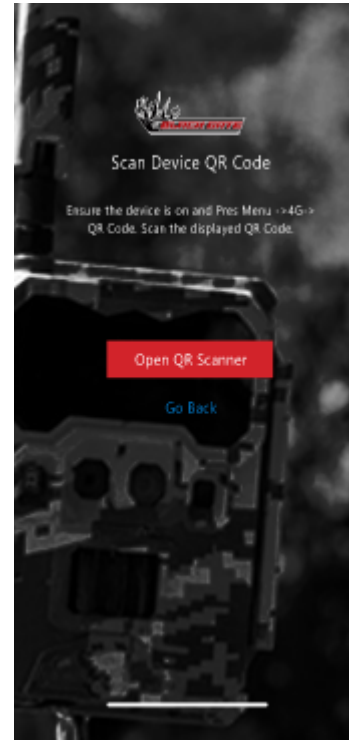 Scan Device QR Code
Ensure the device is on and Pres Menu ->4G->
QR Code. Scan the displayed QR Code.
Open QR Scanner
Go Back